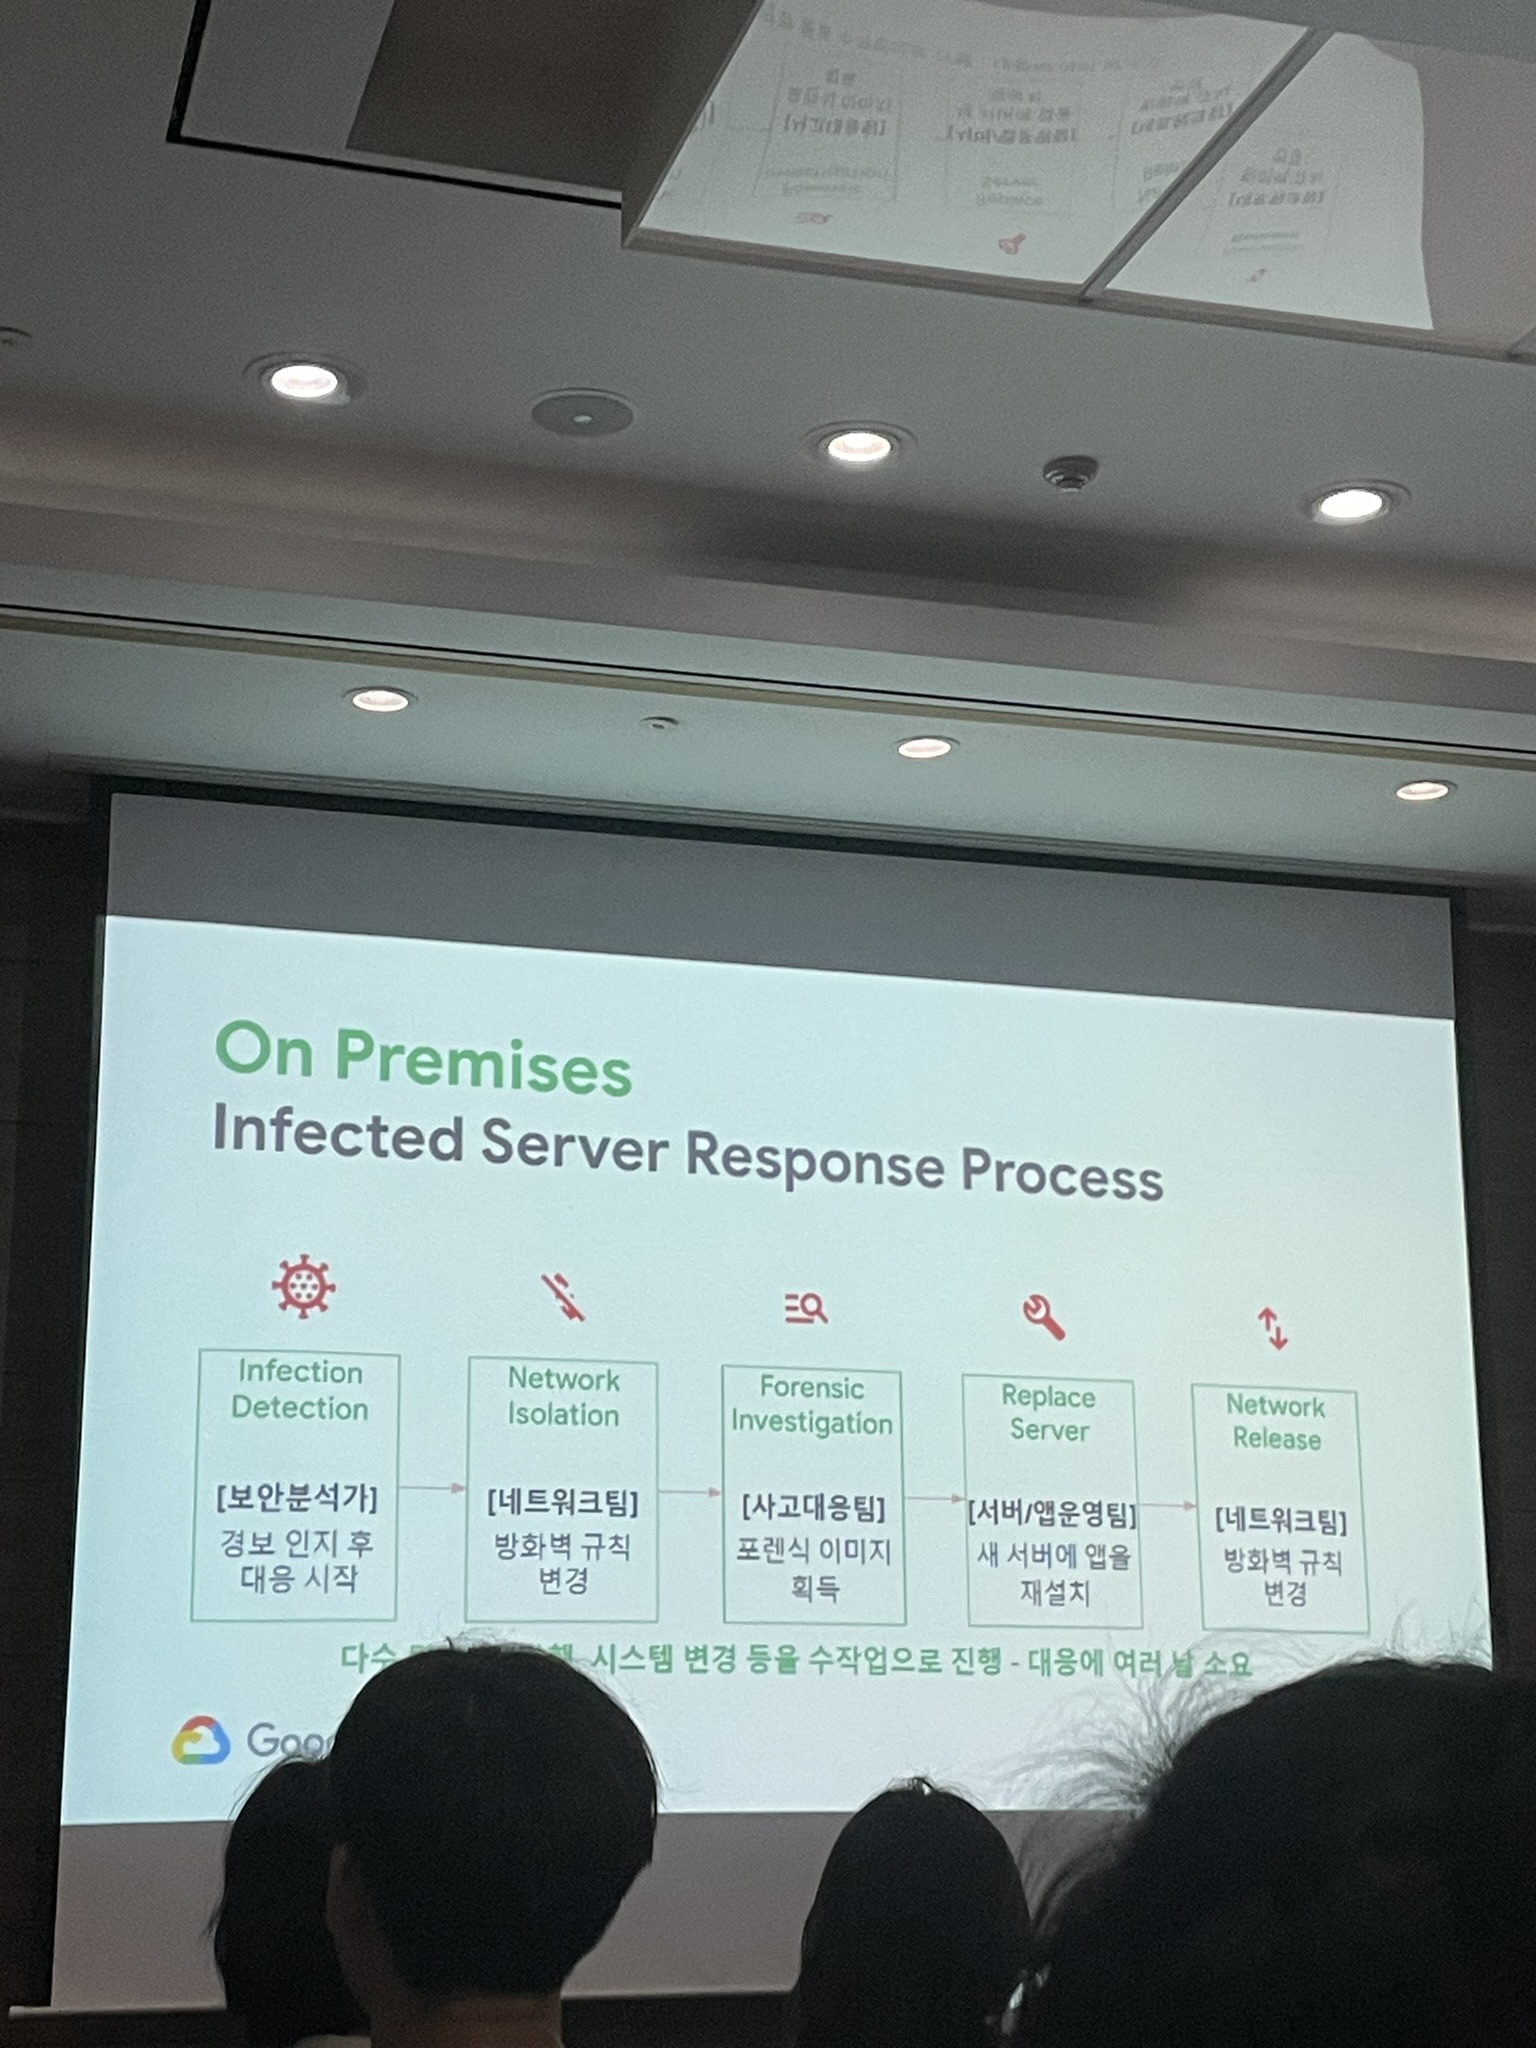 On Premises
Infected Server Response Process
Infection
Detection
[보안분석가]
경보 인지 후
대응 시작
Network
Isolation
[네트워크팀]
방화벽 규칙
변경
Forensic
Investigation
[사고대응팀]
포렌식 이미지
획득
Replace
Server
[서버/앱운영팀]
새 서버에 앱을
재설치
Network
Release
[네트워크팀]
방화벽 규칙
변경
다수 시스템 변경 등을 수작업으로 진행 - 대응에 여러 날 소요